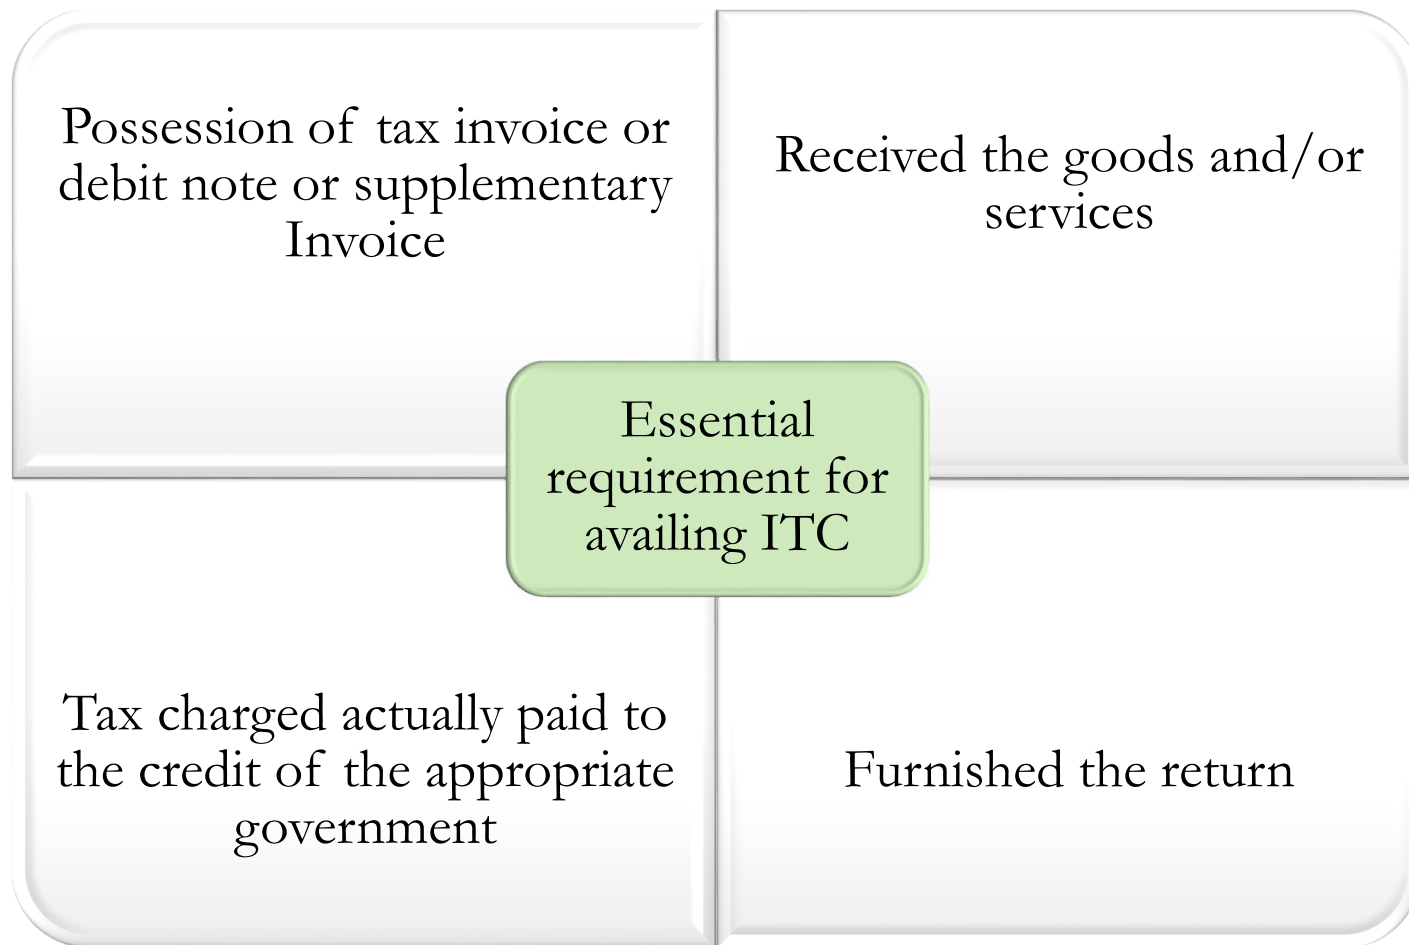 Possession of tax invoice or
debit note or supplementary
Invoice
Received the goods and/or
services
Essential
requirement for
availing ITC
Tax charged actually paid to
the credit of the appropriate
government
Furnished the return